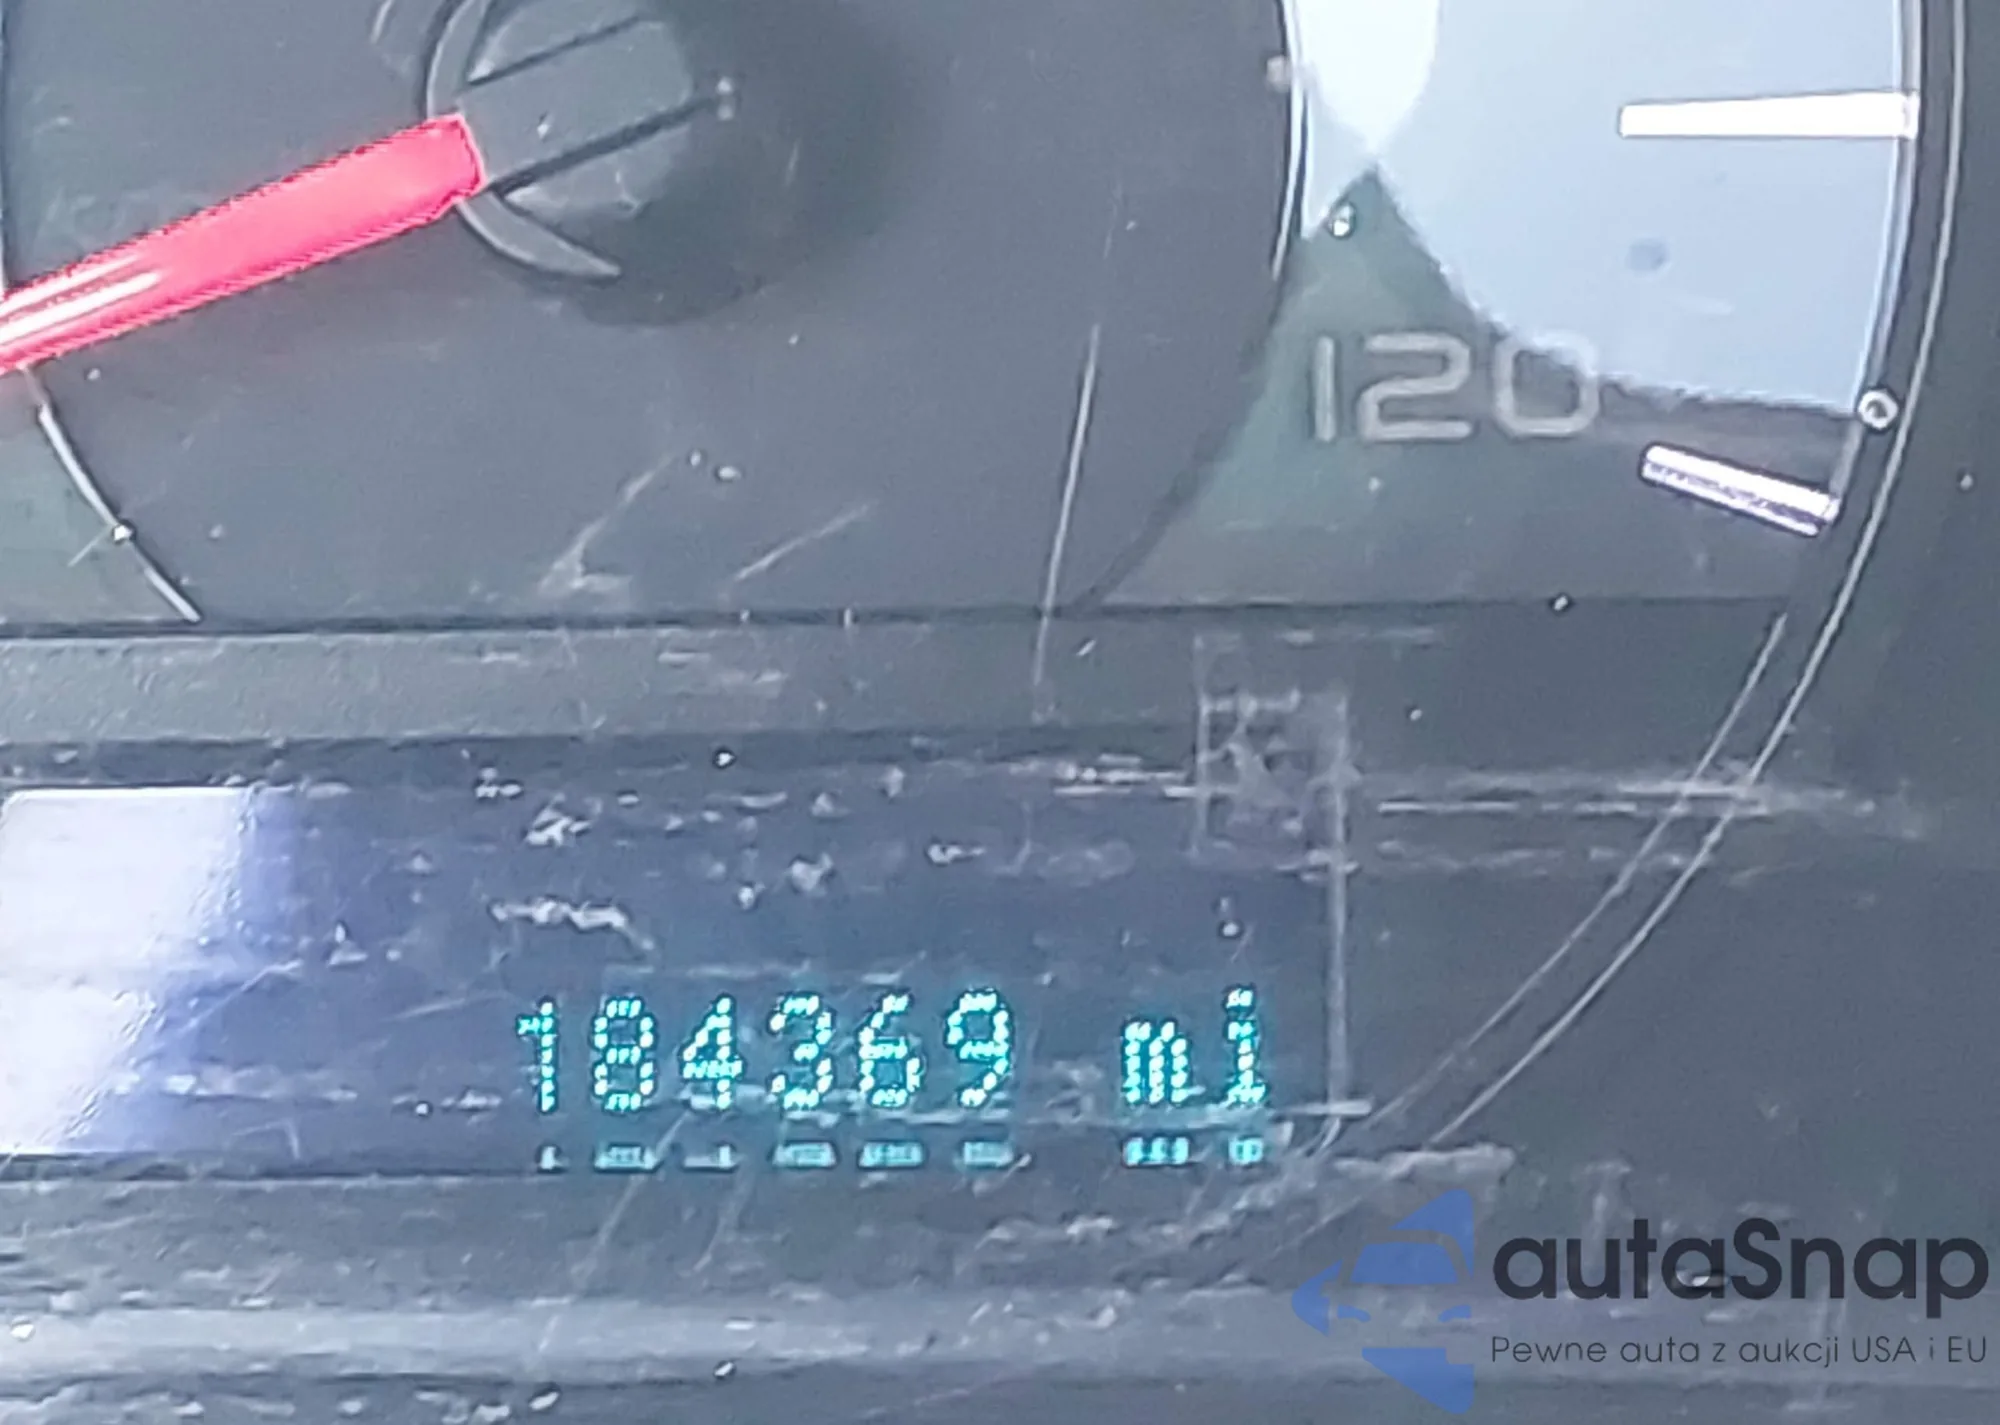 120
184369 mi
autaSnap
Pewne auta z aukcji USA i EU